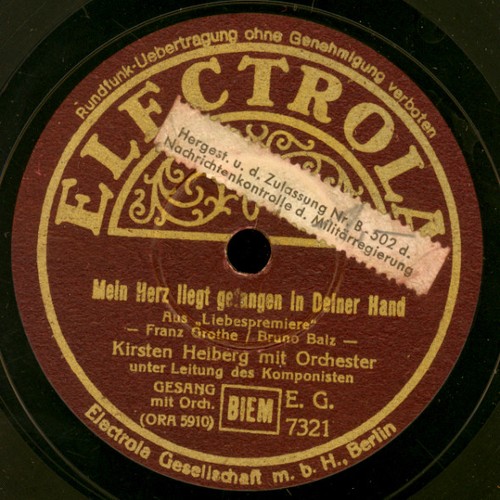 Rundfunk-Uebertragung ohne Genehmigung verboten
ELECTROLA
Hergest. u. d. Zulassung Nr. B-502 d.
Nachrichtenkontrolle d. Militärregierung
Mein Herz liegt gefangen in Deiner Hand
Aus „Liebespremiere“
— Franz Grothe / Bruno Balz —
Kirsten Heiberg mit Orchester
unter Leitung des Komponisten
GESANG
mit Orch.
(ORA 5910)
BIEM
E. G.
7321
Electrola Gesellschaft m. b. H., Berlin